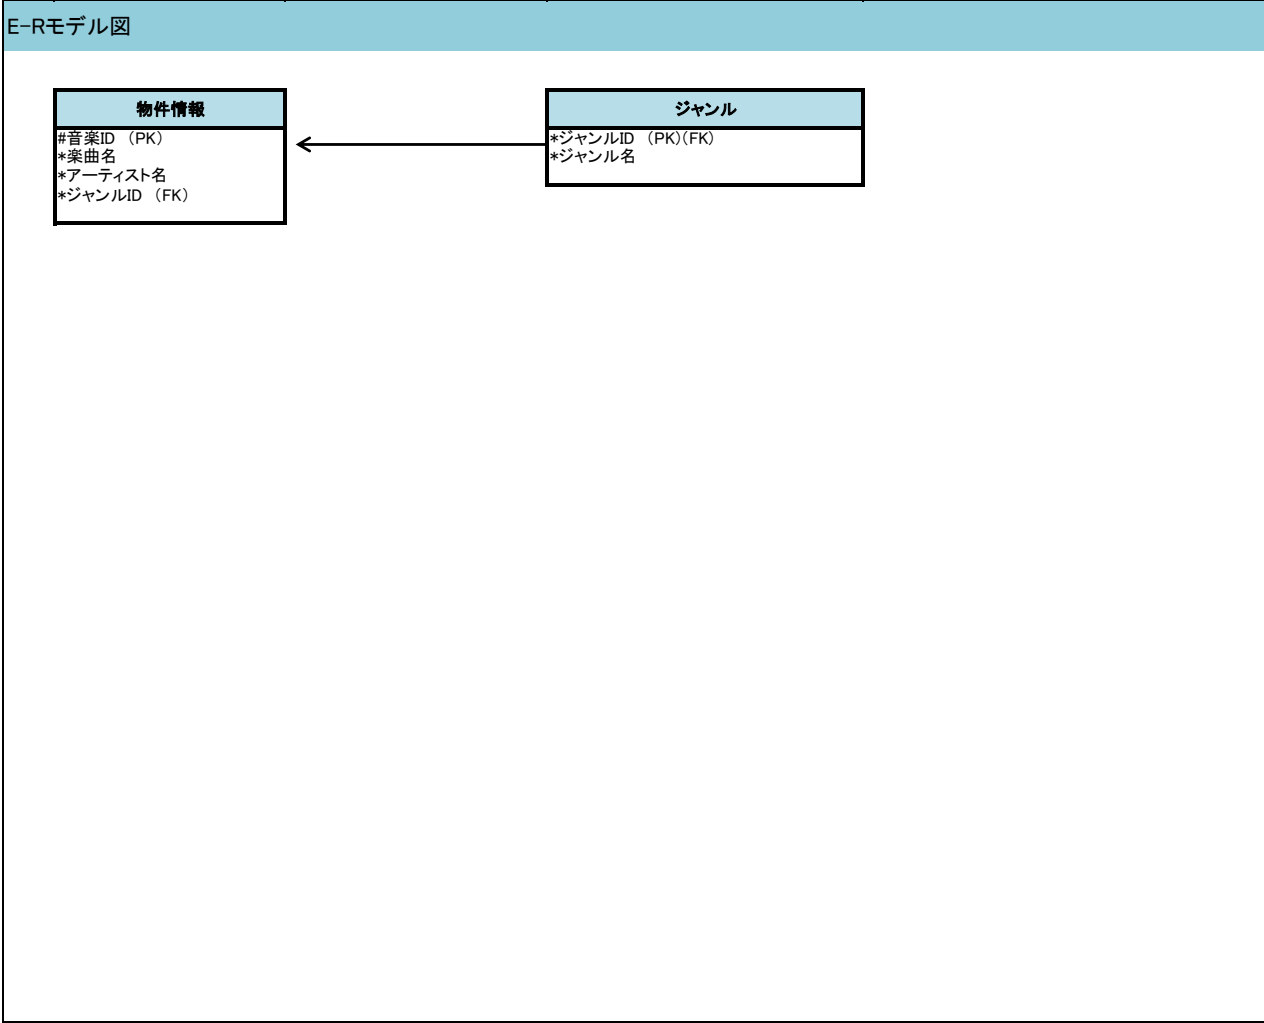 E-Rモデル図
物件情報
#音楽ID （PK）
*楽曲名
*アーティスト名
*ジャンルID （FK）
ジャンル
*ジャンルID （PK）（FK）
*ジャンル名